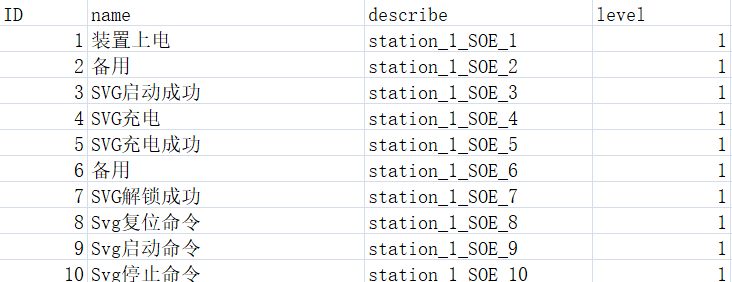 ID name describe level
1 装置上电 station_1_SOE_1 1
2 备用 station_1_SOE_2 1
3 SVG启动成功 station_1_SOE_3 1
4 SVG充电 station_1_SOE_4 1
5 SVG充电成功 station_1_SOE_5 1
6 备用 station_1_SOE_6 1
7 SVG解锁成功 station_1_SOE_7 1
8 Svg复位命令 station_1_SOE_8 1
9 Svg启动命令 station_1_SOE_9 1
10 Svg停止命令 station_1_SOE_10 1